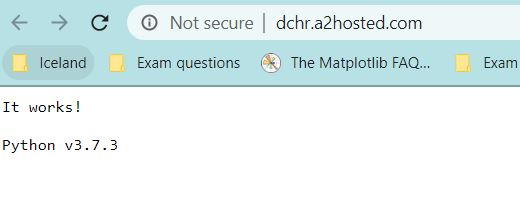 Not secure | dchr.a2hosted.com
Iceland Exam questions The Matplotlib FAQ... Exam
It works!
Python v3.7.3